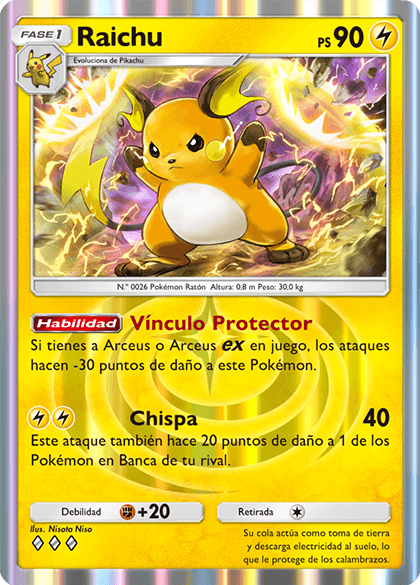 FASE 1
Raichu
PS 90
Evoluciona de Pikachu
N.º 0026 Pokémon Ratón Altura: 0,8 m Peso: 30,0 kg
Habilidad Vínculo Protector
Si tienes a Arceus o Arceus ex en juego, los ataques
hacen -30 puntos de daño a este Pokémon.
Chispa 40
Este ataque también hace 20 puntos de daño a 1 de los
Pokémon en Banca de tu rival.
Debilidad +20 Retirada
Ilus. Nisota Niso
Su cola actúa como toma de tierra
y descarga electricidad al suelo, lo
que le protege de los calambrazos.